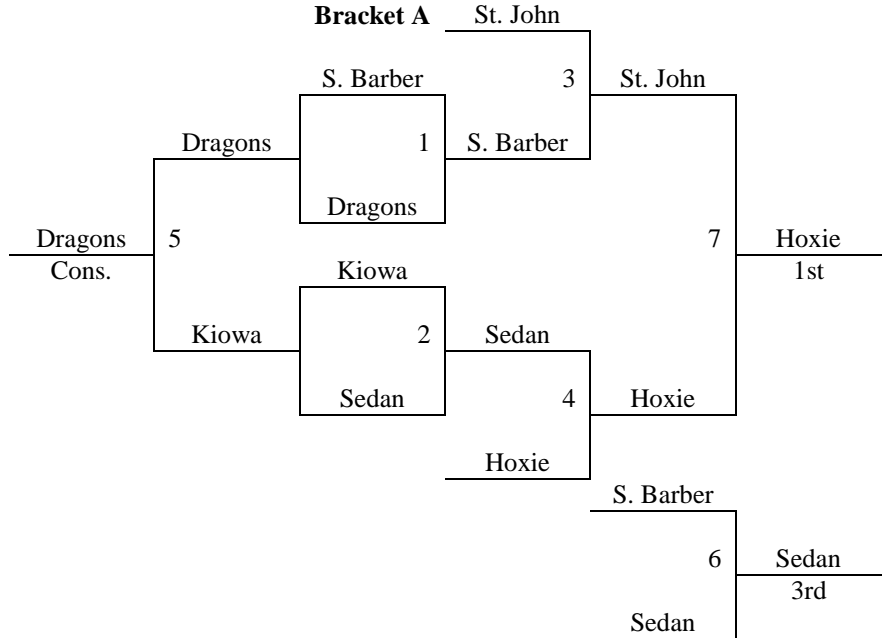 Bracket A St. John
S. Barber 3 St. John
Dragons 1 S. Barber
Dragons
Dragons 5 7 Hoxie
Cons. Kiowa 1st
Kiowa 2 Sedan
Sedan 4 Hoxie
Hoxie
S. Barber
6 Sedan
3rd
Sedan